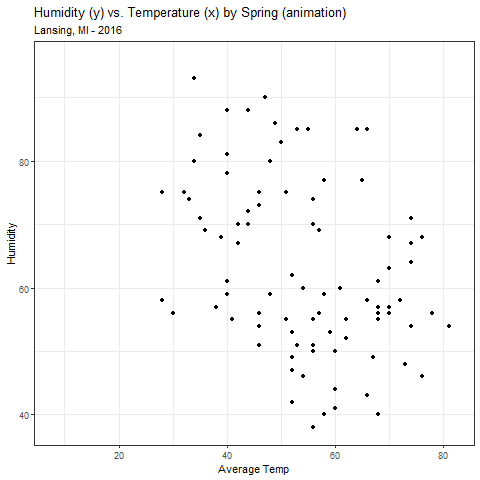 Humidity (y) vs. Temperature (x) by Spring (animation)
Lansing, MI - 2016
Humidity
80
60
40
20 40 60 80
Average Temp